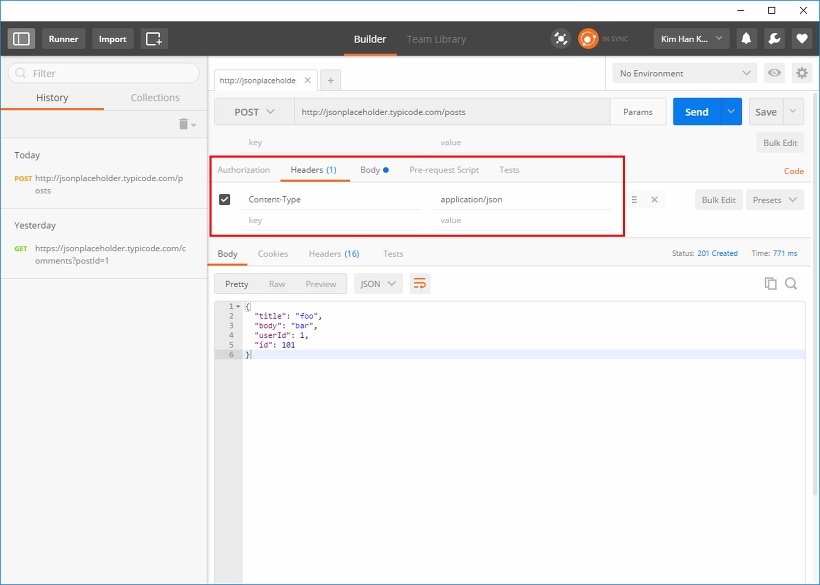 Runner Import Builder Team Library IN SYNC Kim Han K...
Filter http://jsonplaceholde No Environment
History Collections
POST http://jsonplaceholder.typicode.com/posts Params Send Save
key value Bulk Edit
Today
POST http://jsonplaceholder.typicode.com/p
osts
Yesterday
GET https://jsonplaceholder.typicode.com/c
omments?postId=1
Authorization Headers (1) Body Pre-request Script Tests Code
Content-Type application/json Bulk Edit Presets
key value
Body Cookies Headers (16) Tests Status: 201 Created Time: 771 ms
Pretty Raw Preview JSON
1 {
2 "title": "foo",
3 "body": "bar",
4 "userId": 1,
5 "id": 101
6 }